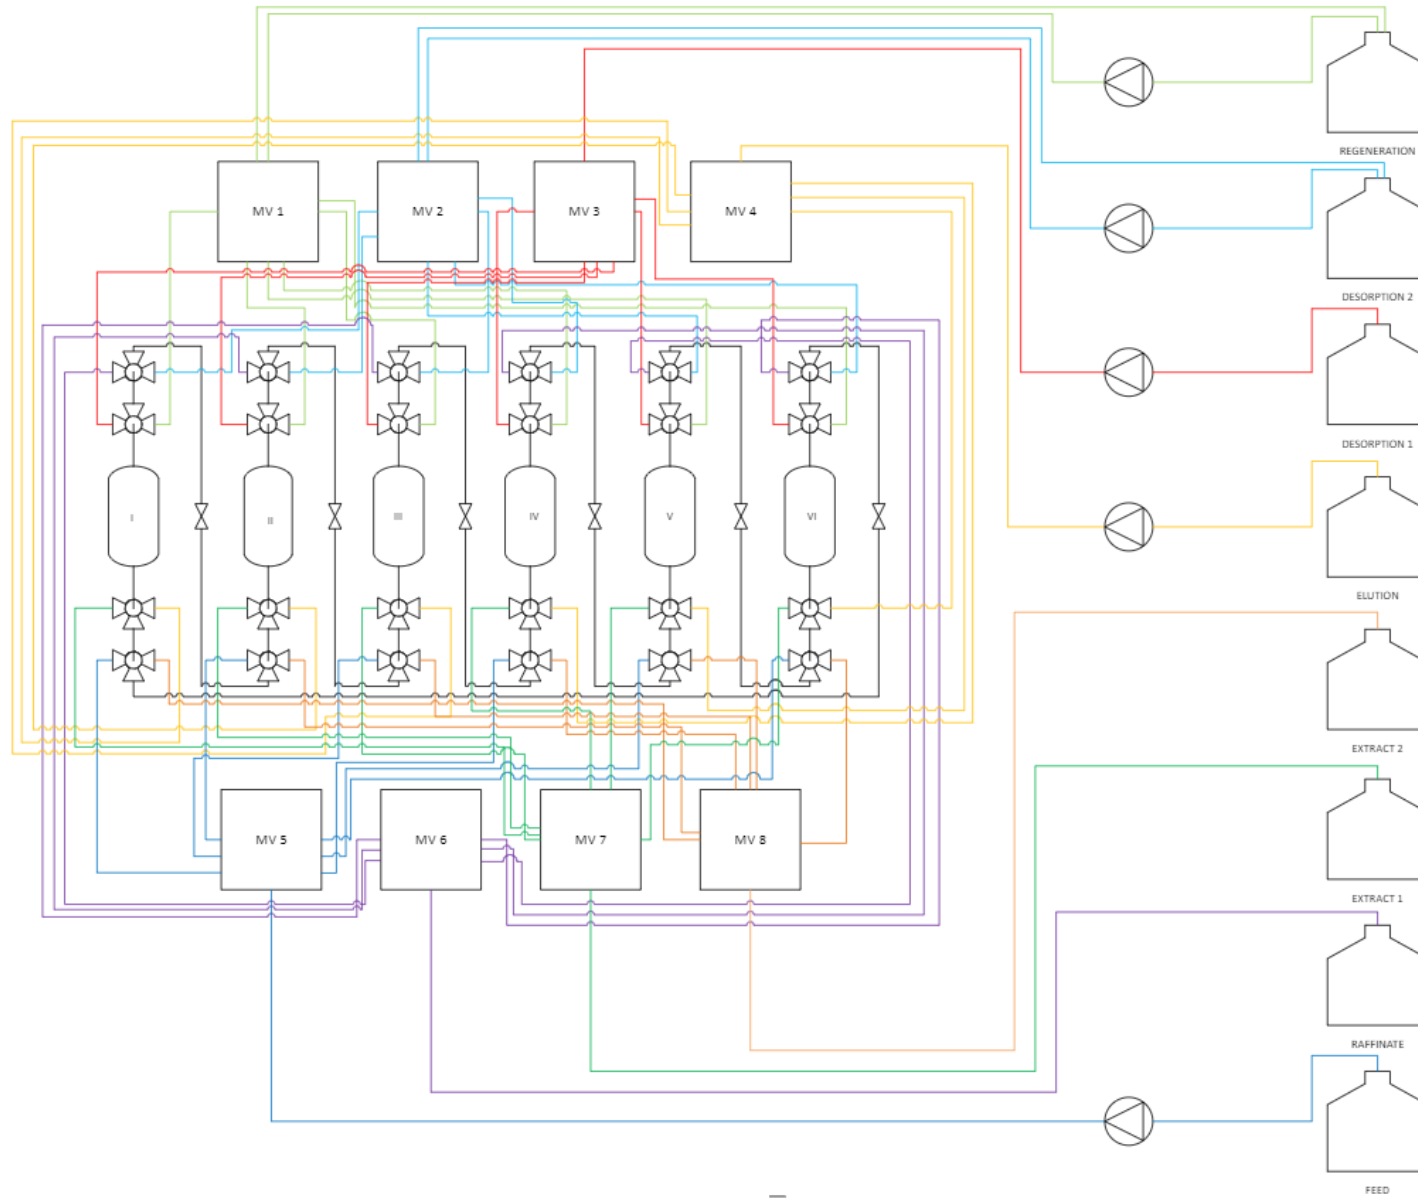 REGENERATION
MV 1
MV 2
MV 3
MV 4
DESORPTION 2
DESORPTION 1
I
II
III
IV
V
VI
ELUTION
EXTRACT 2
MV 5
MV 6
MV 7
MV 8
EXTRACT 1
RAFFINATE
FEED